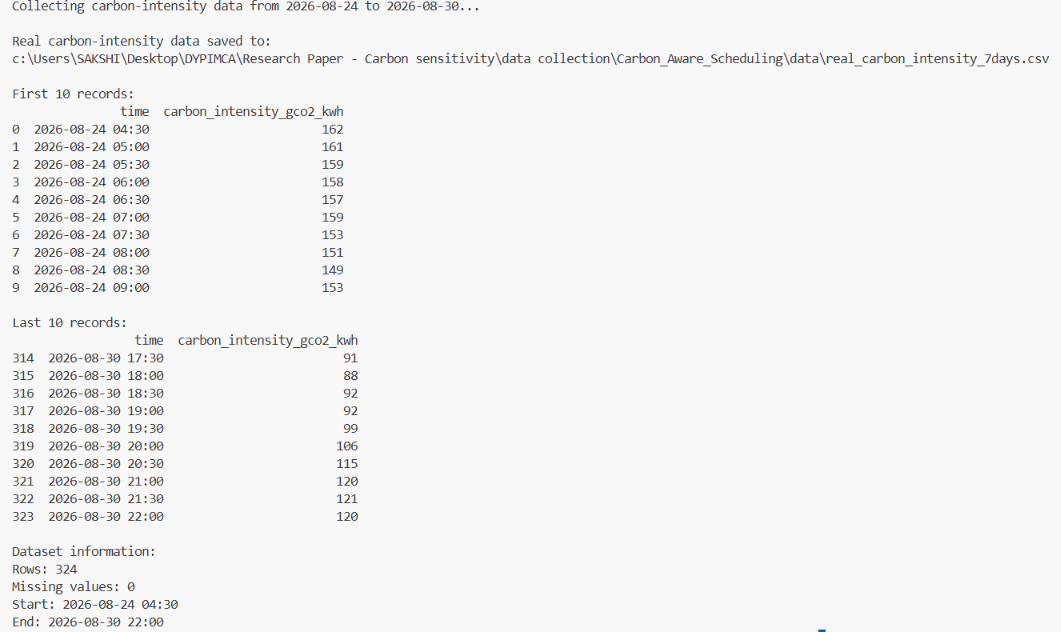 Collecting carbon-intensity data from 2026-08-24 to 2026-08-30...
Real carbon-intensity data saved to:
c:\Users\SAKSHI\Desktop\DYPIMCA\Research Paper - Carbon sensitivity\data collection\Carbon_Aware_Scheduling\data\real_carbon_intensity_7days.csv
First 10 records:
time carbon_intensity_gco2_kwh
0 2026-08-24 04:30 162
1 2026-08-24 05:00 161
2 2026-08-24 05:30 159
3 2026-08-24 06:00 158
4 2026-08-24 06:30 157
5 2026-08-24 07:00 159
6 2026-08-24 07:30 153
7 2026-08-24 08:00 151
8 2026-08-24 08:30 149
9 2026-08-24 09:00 153
Last 10 records:
time carbon_intensity_gco2_kwh
314 2026-08-30 17:30 91
315 2026-08-30 18:00 88
316 2026-08-30 18:30 92
317 2026-08-30 19:00 92
318 2026-08-30 19:30 99
319 2026-08-30 20:00 106
320 2026-08-30 20:30 115
321 2026-08-30 21:00 120
322 2026-08-30 21:30 121
323 2026-08-30 22:00 120
Dataset information:
Rows: 324
Missing values: 0
Start: 2026-08-24 04:30
End: 2026-08-30 22:00